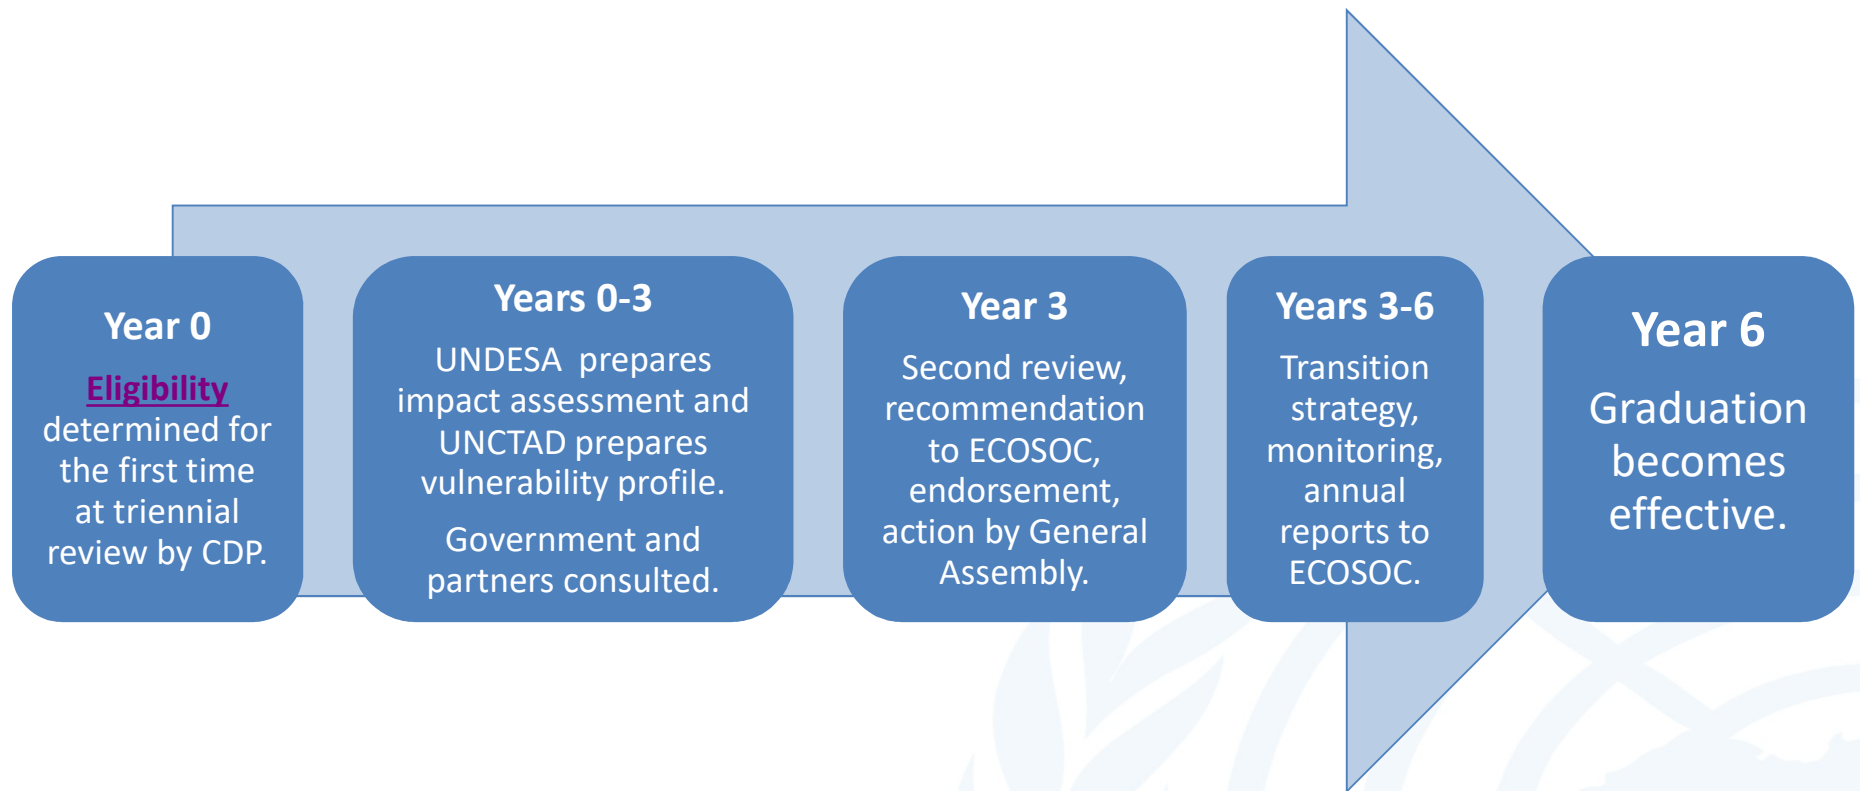 Year 0
Eligibility
determined for
the first time
at triennial
review by CDP.
Years 0-3
UNDESA prepares
impact assessment and
UNCTAD prepares
vulnerability profile.
Government and
partners consulted.
Year 3
Second review,
recommendation
to ECOSOC,
endorsement,
action by General
Assembly.
Years 3-6
Transition
strategy,
monitoring,
annual
reports to
ECOSOC.
Year 6
Graduation
becomes
effective.